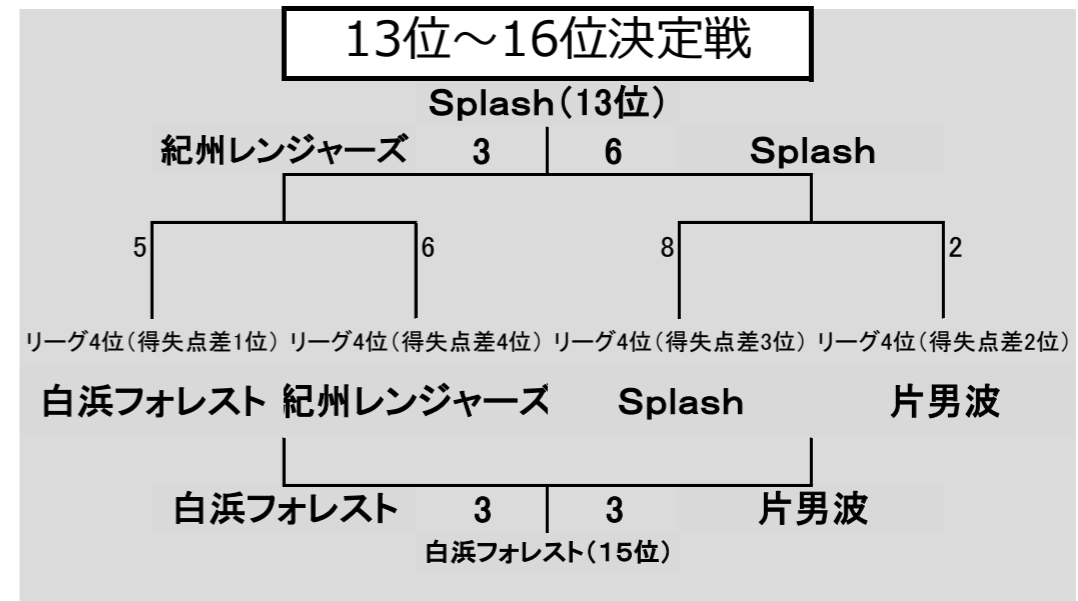 13位～16位決定戦
Splash（13位）
紀州レンジャーズ 3 6 Splash
5 6 8 2
リーグ4位（得失点差1位） リーグ4位（得失点差4位） リーグ4位（得失点差3位） リーグ4位（得失点差2位）
白浜フォレスト 紀州レンジャーズ Splash 片男波
白浜フォレスト 3 3 片男波
白浜フォレスト（１５位）